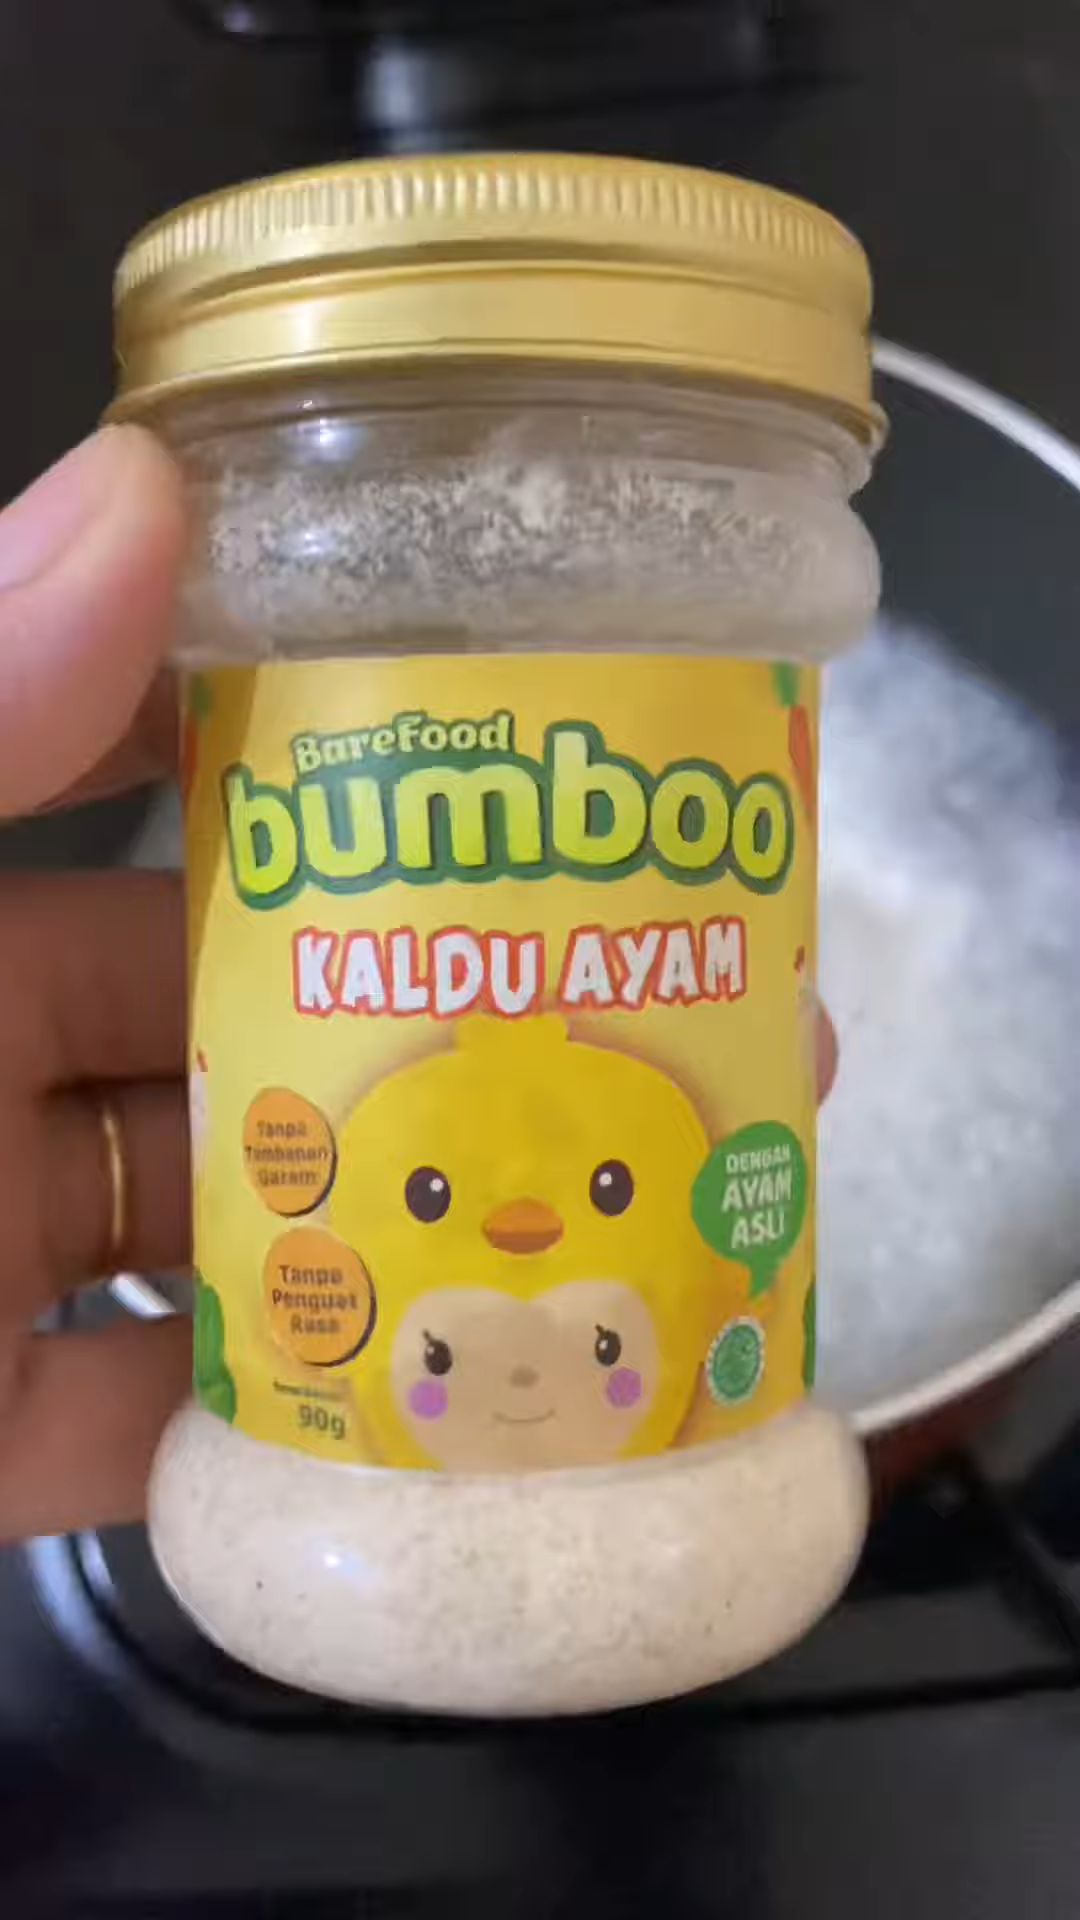 BareFood
bumboo
KALDU AYAM
Tanpa
Tambahan
Garam
DENGAN
AYAM
ASLI
Tanpa
Penguat
Rasa
90g